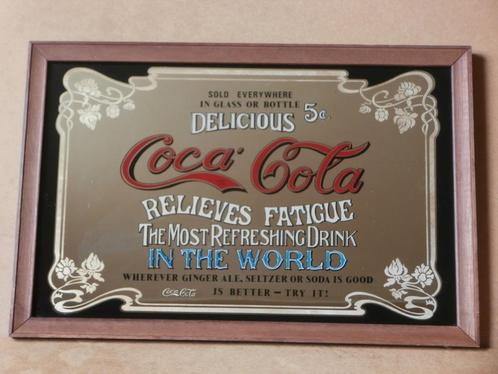 SOLD EVERYWHERE
IN GLASS OR BOTTLE 5¢
DELICIOUS
Coca-Cola
RELIEVES FATIGUE
THE MOST REFRESHING DRINK
IN THE WORLD
WHEREVER GINGER ALE, SELTZER OR SODA IS GOOD
Coca-Cola IS BETTER – TRY IT!